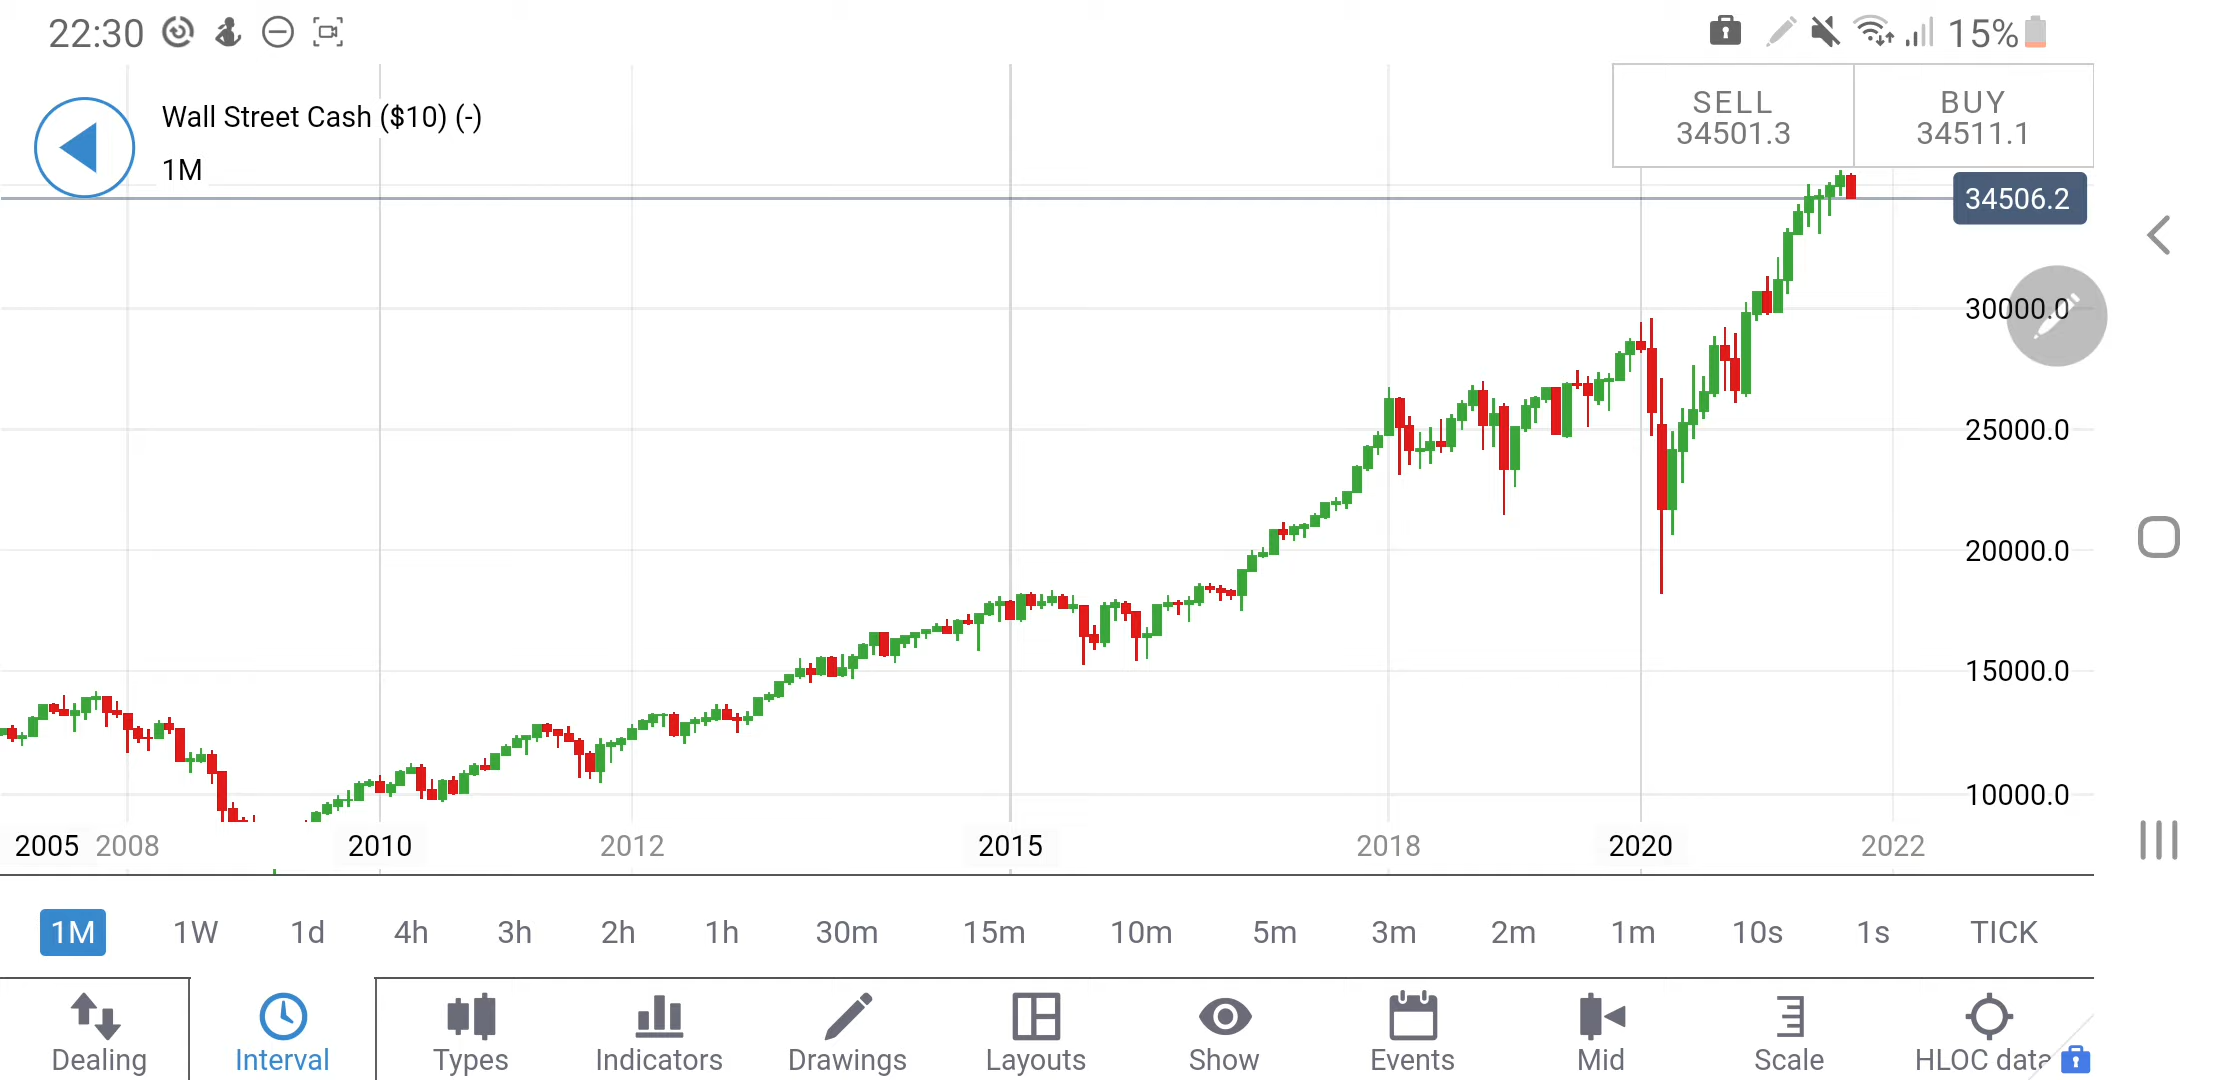 22:30
15%
Wall Street Cash ($10) (-)
1M
SELL
34501.3
BUY
34511.1
34506.2
30000.0
25000.0
20000.0
15000.0
10000.0
2005 2008 2010 2012 2015 2018 2020 2022
1M 1W 1d 4h 3h 2h 1h 30m 15m 10m 5m 3m 2m 1m 10s 1s TICK
Dealing Interval Types Indicators Drawings Layouts Show Events Mid Scale HLOC data